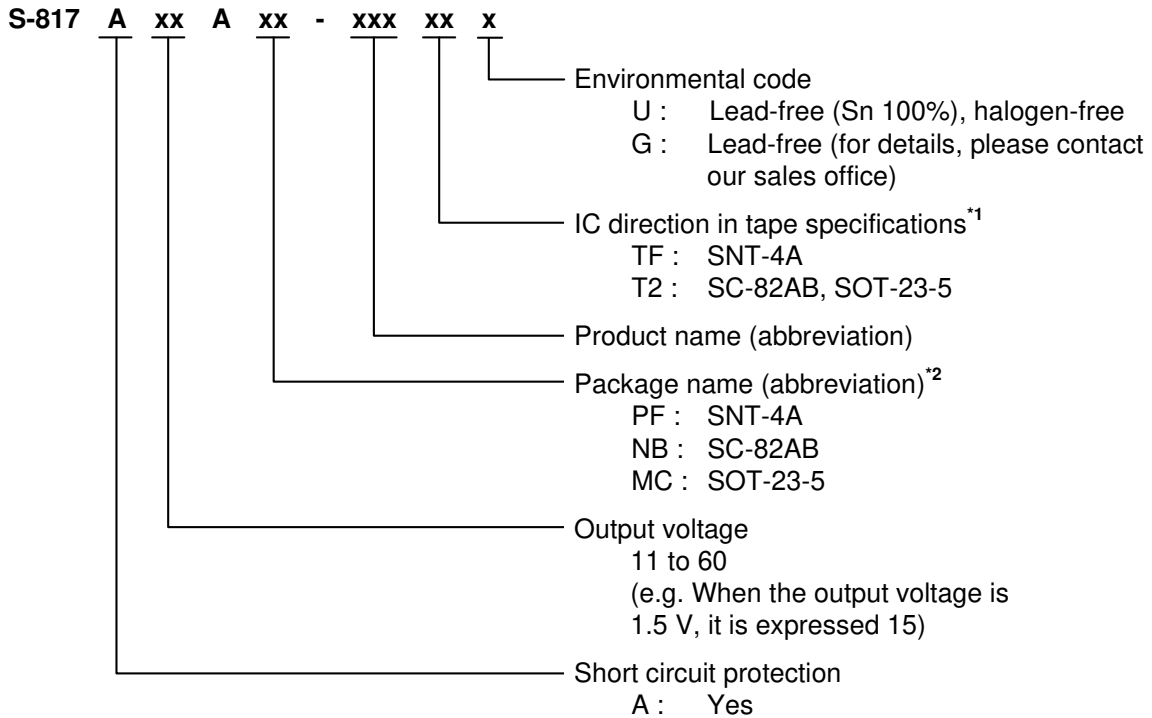 S-817 A xx A xx - xxx xx x
Environmental code
U : Lead-free (Sn 100%), halogen-free
G : Lead-free (for details, please contact
our sales office)
IC direction in tape specifications*1
TF : SNT-4A
T2 : SC-82AB, SOT-23-5
Product name (abbreviation)
Package name (abbreviation)*2
PF : SNT-4A
NB : SC-82AB
MC : SOT-23-5
Output voltage
11 to 60
(e.g. When the output voltage is
1.5 V, it is expressed 15)
Short circuit protection
A : Yes